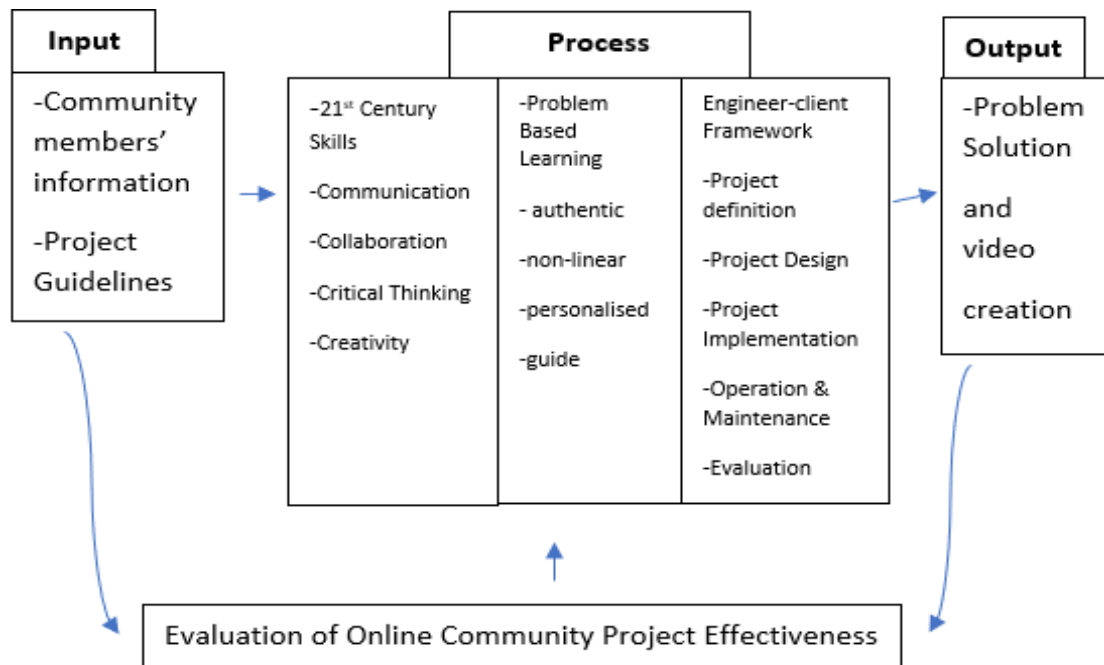 Input
-Community
members’
information
-Project
Guidelines
Process
-21st Century
Skills
-Communication
-Collaboration
-Critical Thinking
-Creativity
-Problem
Based
Learning
- authentic
-non-linear
-personalised
-guide
Engineer-client
Framework
-Project
definition
-Project Design
-Project
Implementation
-Operation &
Maintenance
-Evaluation
Output
-Problem
Solution
and
video
creation
Evaluation of Online Community Project Effectiveness